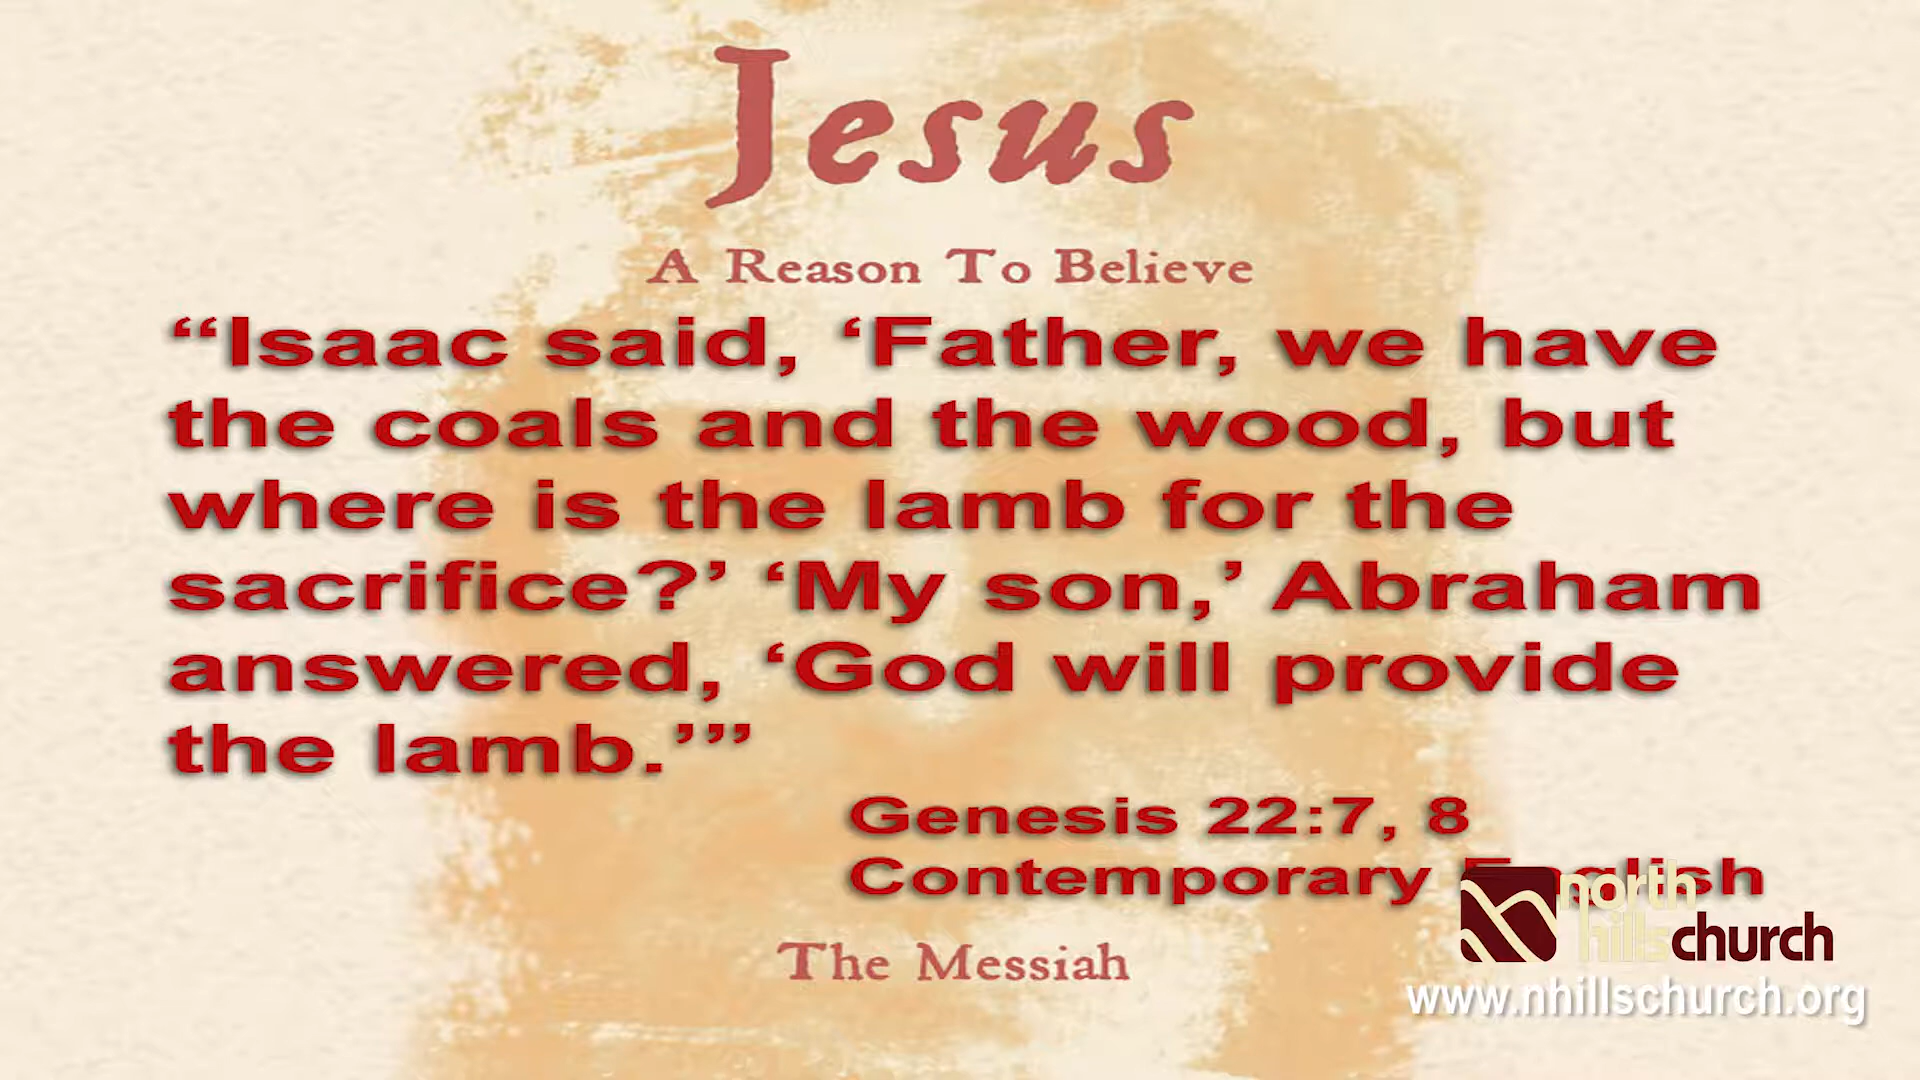 Jesus
A Reason To Believe
“Isaac said, ‘Father, we have
the coals and the wood, but
where is the lamb for the
sacrifice?’ ‘My son,’ Abraham
answered, ‘God will provide
the lamb.’”
Genesis 22:7, 8
Contemporary English
The Messiah
north
hillschurch
www.nhillschurch.org